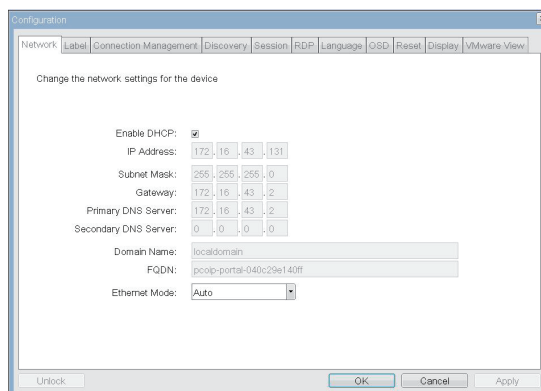 Configuration
Network Label Connection Management Discovery Session RDP Language OSD Reset Display VMware View
Change the network settings for the device
Enable DHCP:
IP Address: 172 . 16 . 43 . 131
Subnet Mask: 255 . 255 . 255 . 0
Gateway: 172 . 16 . 43 . 2
Primary DNS Server: 172 . 16 . 43 . 2
Secondary DNS Server: 0 . 0 . 0 . 0
Domain Name: localdomain
FQDN: pcoip-portal-040c29e140ff
Ethernet Mode: Auto
Unlock OK Cancel Apply